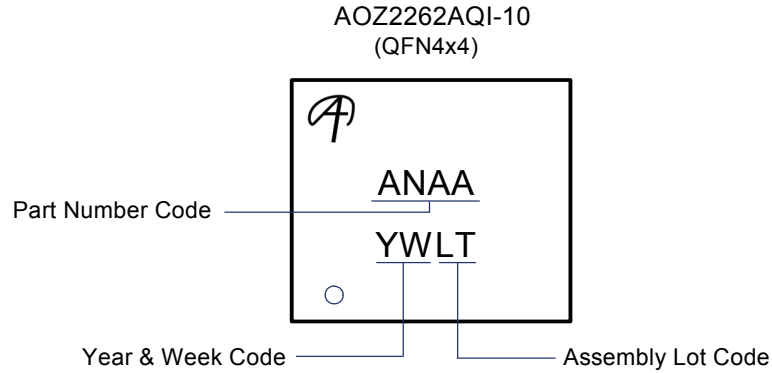 AOZ2262AQI-10
(QFN4x4)
ANAA
Part Number Code
YWLT
Year & Week Code
Assembly Lot Code